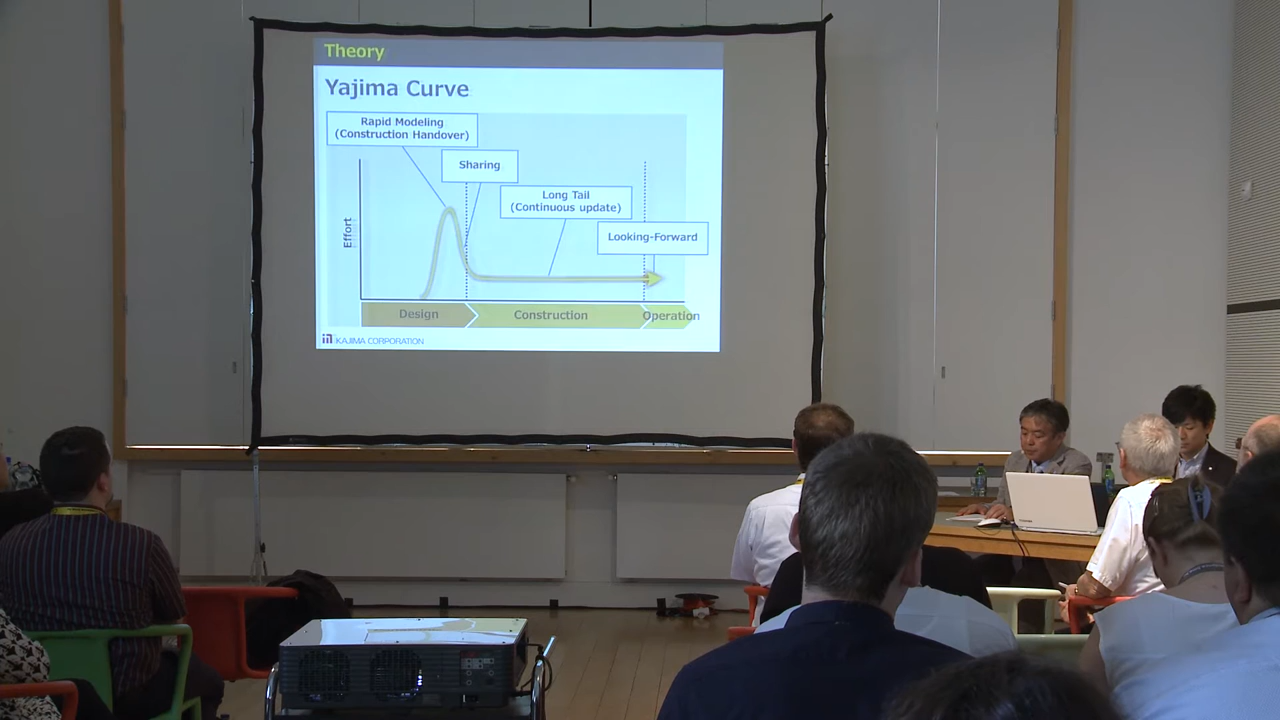 Theory
Yajima Curve
Rapid Modeling
(Construction Handover)
Sharing
Long Tail
(Continuous update)
Looking-Forward
Effort
Design
Construction
Operation
KAJIMA CORPORATION